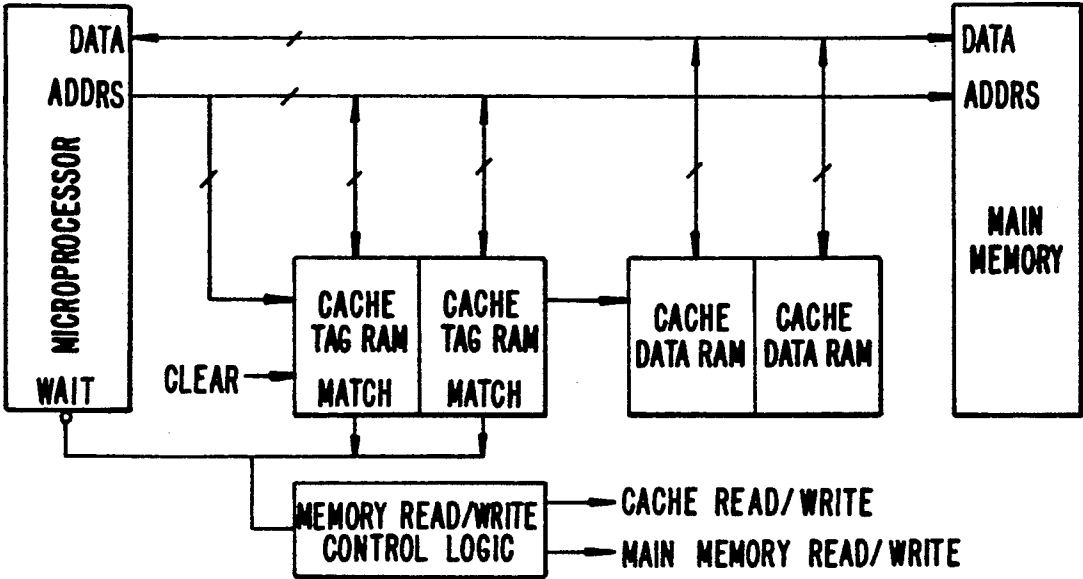 DATA
ADDRS
MICROPROCESSOR
WAIT
DATA
ADDRS
MAIN
MEMORY
CACHE
TAG RAM
MATCH
CACHE
TAG RAM
MATCH
CLEAR
CACHE
DATA RAM
CACHE
DATA RAM
MEMORY READ/WRITE
CONTROL LOGIC
CACHE READ/WRITE
MAIN MEMORY READ/WRITE